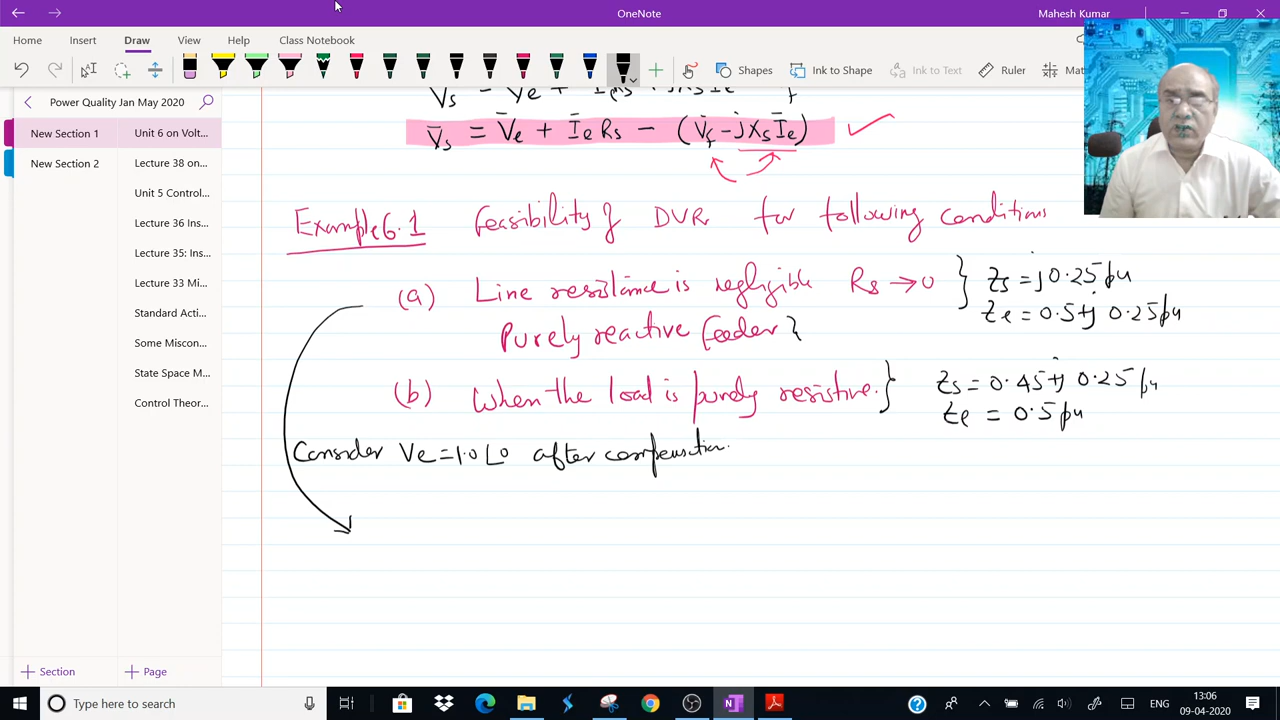 OneNote
Mahesh Kumar
Home Insert Draw View Help Class Notebook
Shapes Ink to Shape Ink to Text Ruler Mat
Power Quality Jan May 2020
New Section 1
New Section 2
Unit 6 on Volt...
Lecture 38 on...
Unit 5 Control...
Lecture 36 Ins...
Lecture 35: Ins...
Lecture 33 Mi...
Standard Acti...
Some Miscon...
State Space M...
Control Theor...
V̄s = V̄e + Īe Rs - (V̄f - j Xs Īe)
Example 6.1 Feasibility of DVR for following conditions
(a) Line resistance is negligible Rs → 0 } Zs = j0.25 pu
Purely reactive feeder } Ze = 0.5+j 0.25 pu
(b) When the load is purely resistive. } Zs = 0.45+j 0.25 pu
Ze = 0.5 pu
Consider Ve = 1.0∠0 after compensation.
+ Section + Page
Type here to search
ENG
13:06
09-04-2020